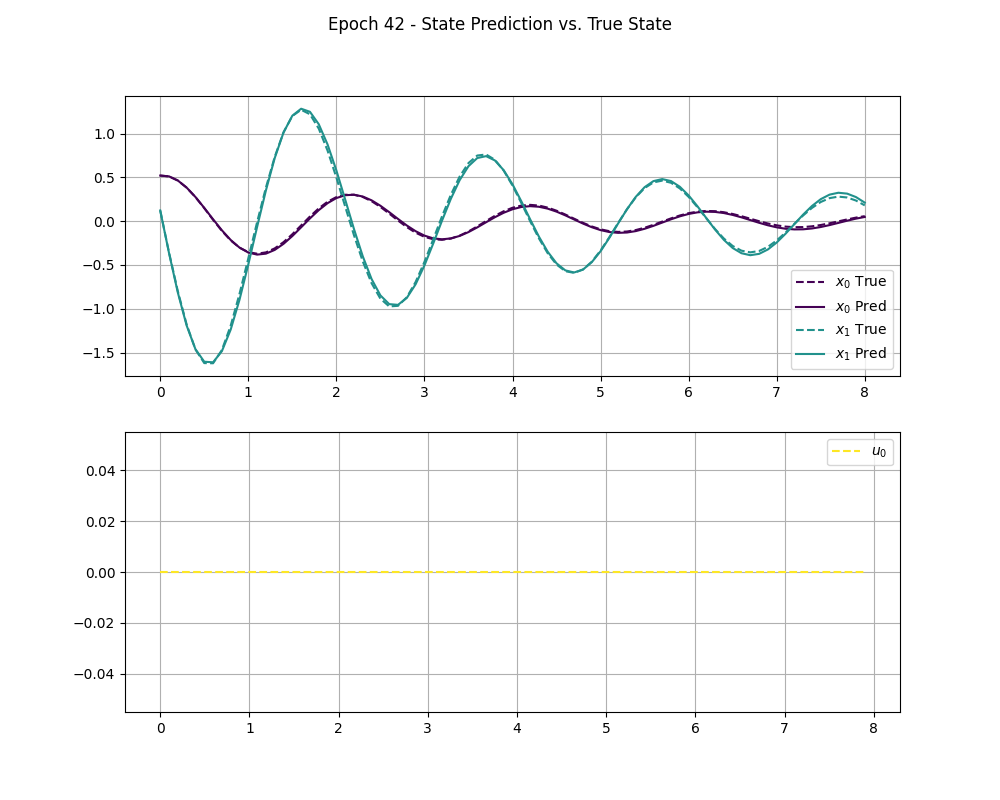 Epoch 42 - State Prediction vs. True State
1.0
0.5
0.0
−0.5
−1.0
−1.5
x₀ True
x₀ Pred
x₁ True
x₁ Pred
0 1 2 3 4 5 6 7 8
0.04
0.02
0.00
−0.02
−0.04
u₀
0 1 2 3 4 5 6 7 8